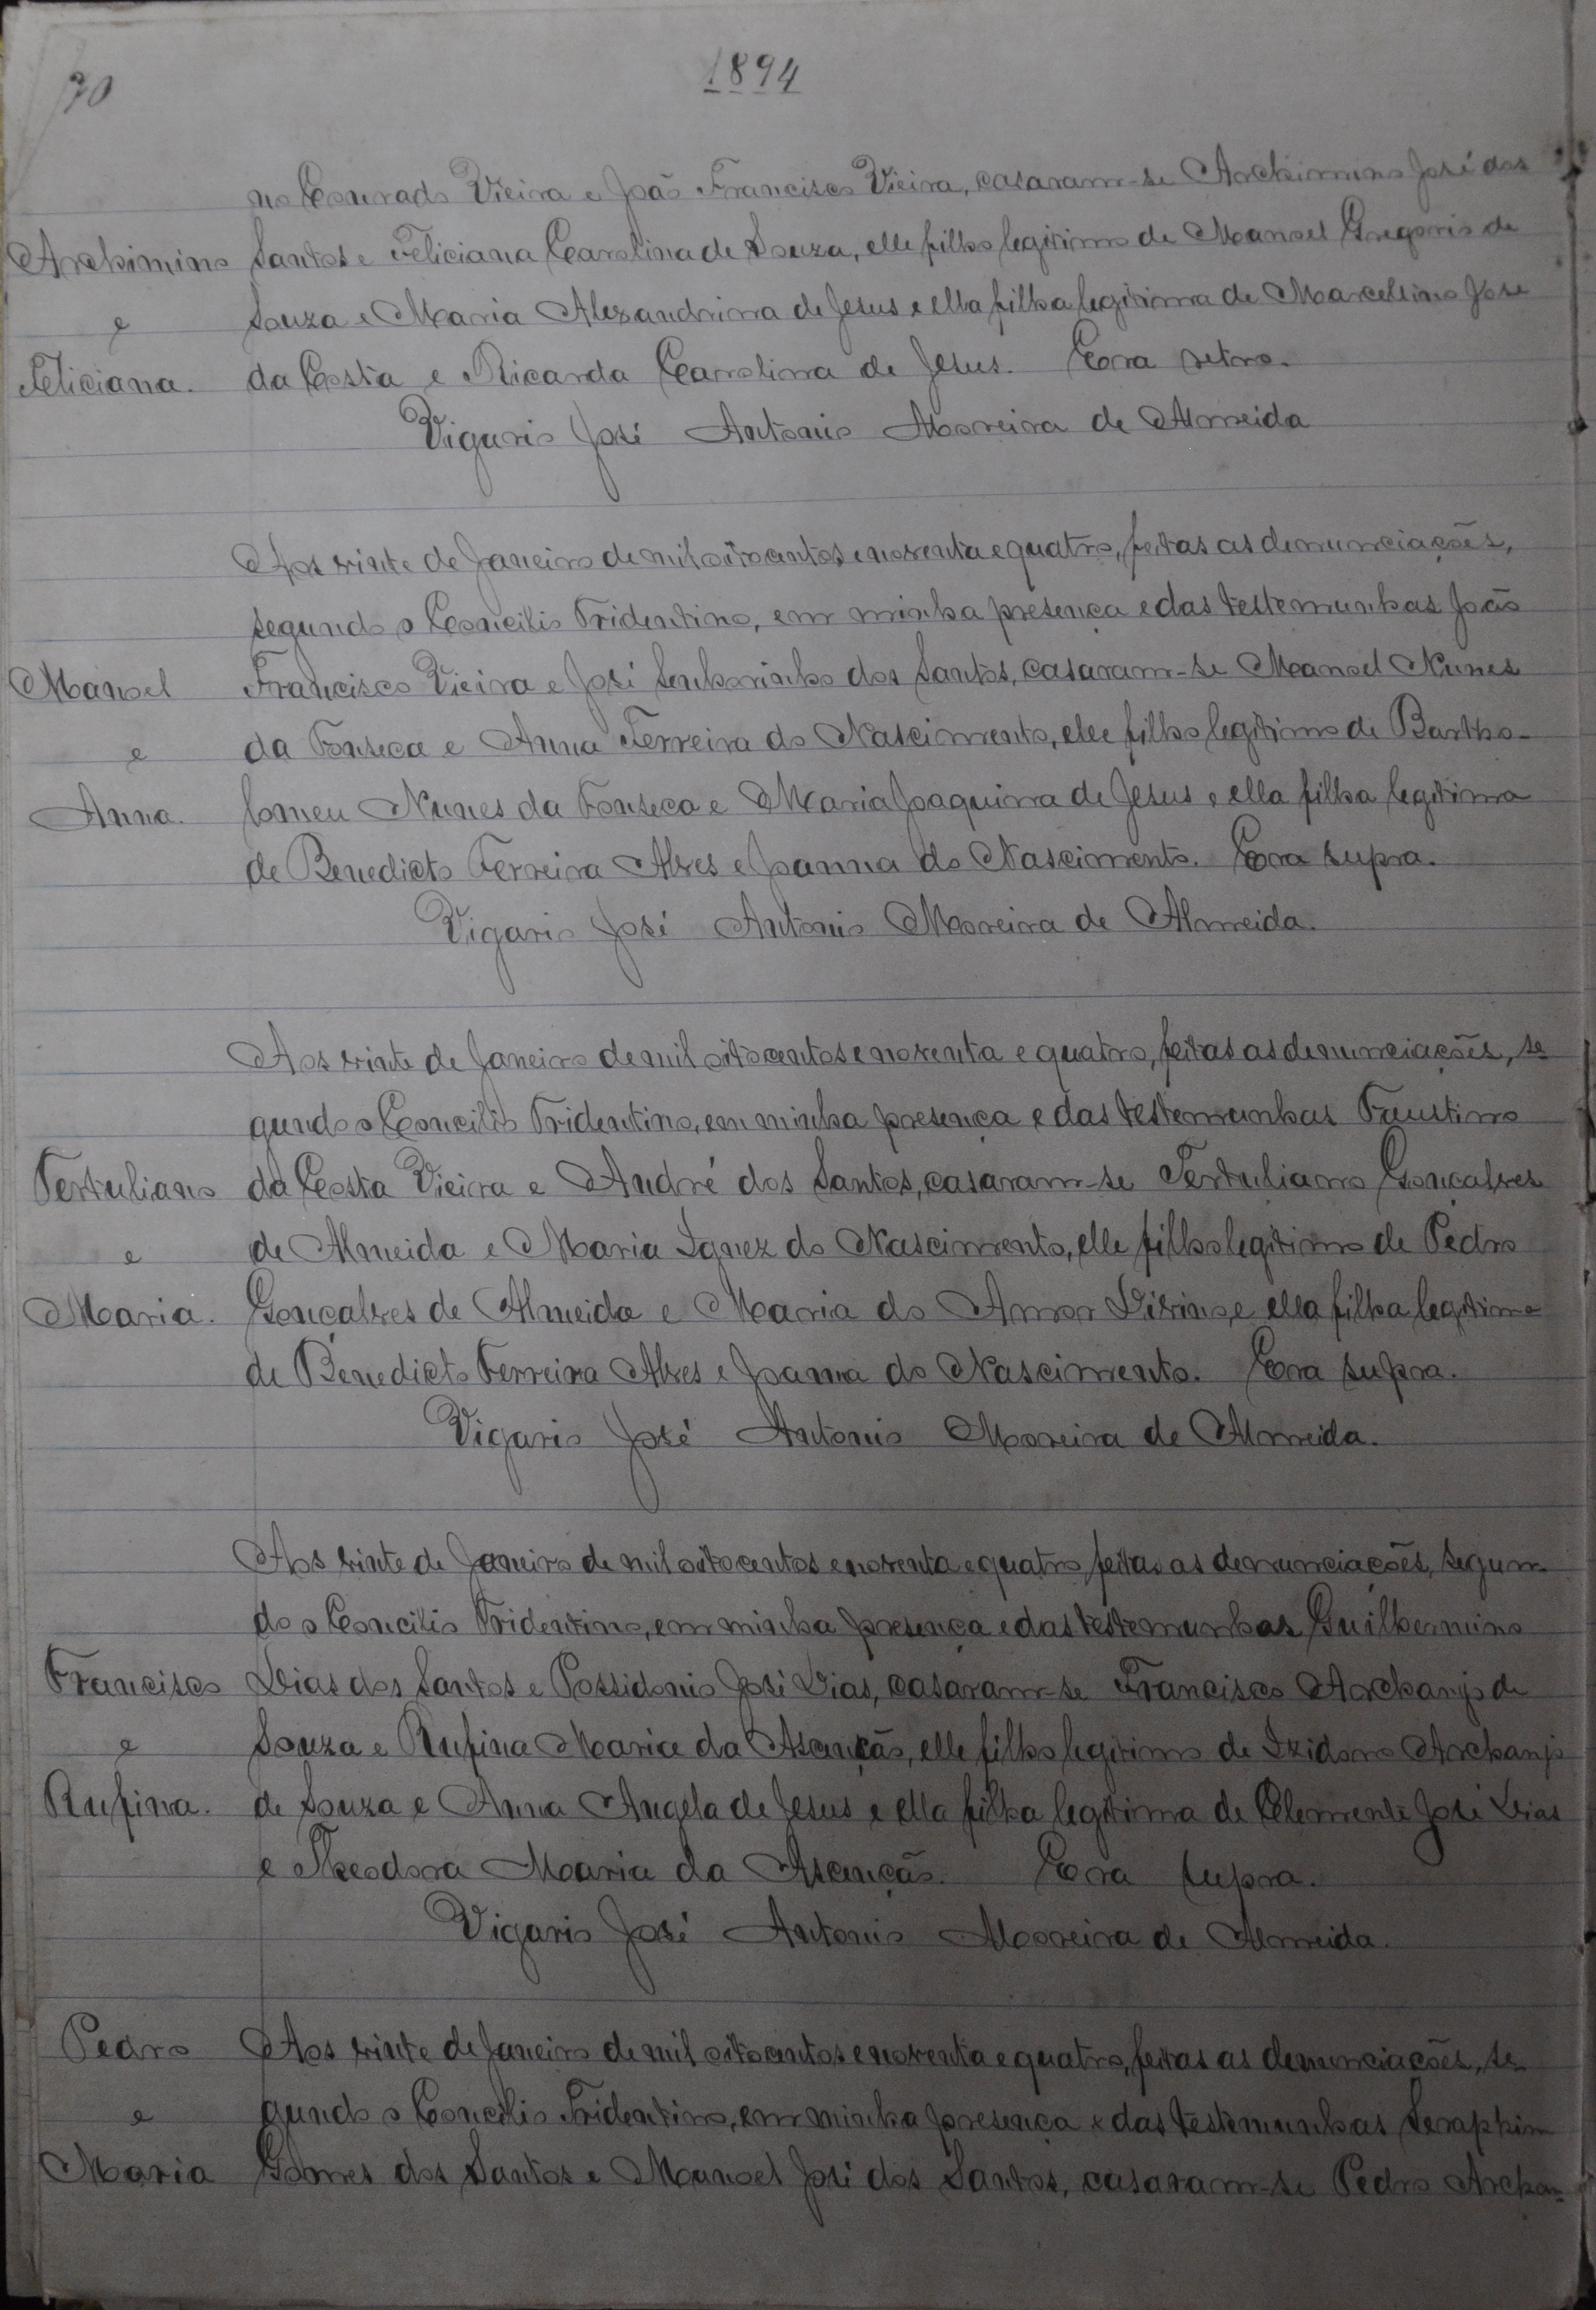 70
1894
no Conrado Vieira e João Francisco Vieira, casaram-se Archimino José dos
Archimino Santos e Feliciana Carolina de Souza, elle filho legitimo de Manoel Gregorio de
e Souza e Maria Alexandrina de Jesus e ella filha legitima de Marcellino José
Feliciana. da Costa e Ricarda Carolina de Jesus. Era retro.
Vigario José Antonio Moreira de Almeida
Aos vinte de Janeiro de mil oitocentos e noventa e quatro, feitas as denunciações,
segundo o Concilio Tridentino, em minha presença e das testemunhas João
Manoel Francisco Vieira e José Senhorinho dos Santos, casaram-se Manoel Nunes
e da Fonseca e Anna Ferreira do Nascimento, elle filho legitimo de Bartho-
Anna. lomeu Nunes da Fonseca e Maria Joaquina de Jesus e ella filha legitima
de Benedicto Ferreira Alves e Joanna do Nascimento. Era supra.
Vigario José Antonio Moreira de Almeida.
Aos vinte de Janeiro de mil oitocentos e noventa e quatro, feitas as denunciações, se
gundo o Concilio Tridentino, em minha presença e das testemunhas Faustino
Tertuliano da Costa Vieira e André dos Santos, casaram-se Tertuliano Gonçalves
e de Almeida e Maria Ignez do Nascimento, elle filho legitimo de Pedro
Maria. Gonçalves de Almeida e Maria do Amor Divino, e ella filha legitima
de Benedicto Ferreira Alves e Joanna do Nascimento. Era supra.
Vigario José Antonio Moreira de Almeida.
Aos vinte de Janeiro de mil oitocentos e noventa e quatro feitas as denunciações, segun-
do o Concilio Tridentino, em minha presença e das testemunhas Guilhermino
Francisco Dias dos Santos e Possidonio José Dias, casaram-se Francisco Archanjo de
e Souza e Rufina Maria da Asenção, elle filho legitimo de Izidoro Archanjo
Rufina. de Souza e Anna Angela de Jesus e ella filha legitima de Clemente José Dias
e Theodora Maria da Asenção. Era supra.
Vigario José Antonio Moreira de Almeida.
Pedro Aos vinte de Janeiro de mil oitocentos e noventa e quatro, feitas as denunciações, se-
e gundo o Concilio Tridentino, em minha presença e das testemunhas Seraphim
Maria Gomes dos Santos e Manoel José dos Santos, casaram-se Pedro Archan-